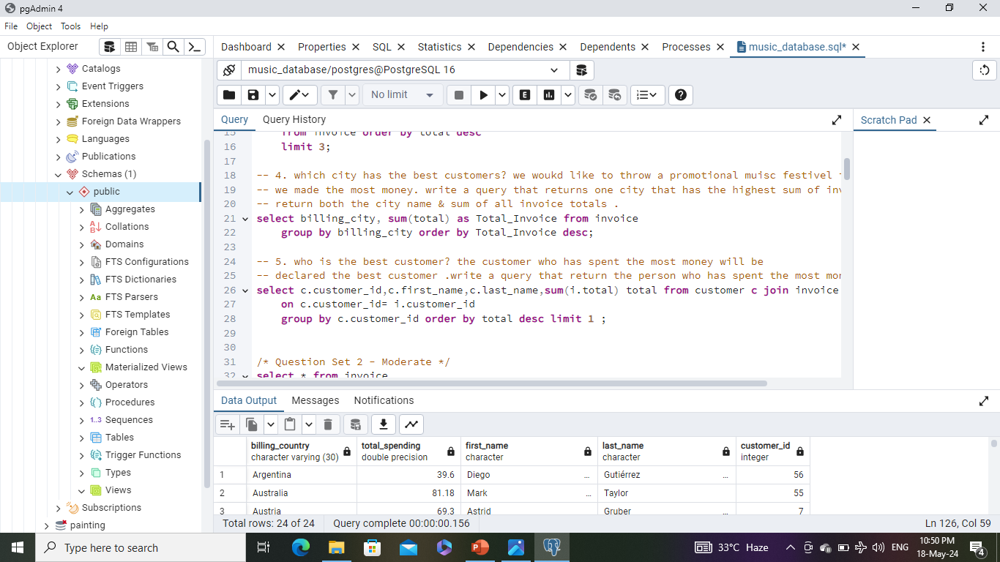 pgAdmin 4
File Object Tools Help
Object Explorer
Dashboard Properties SQL Statistics Dependencies Dependents Processes music_database.sql*
Catalogs
Event Triggers
Extensions
Foreign Data Wrappers
Languages
Publications
Schemas (1)
public
Aggregates
Collations
Domains
FTS Configurations
FTS Dictionaries
Aa FTS Parsers
FTS Templates
Foreign Tables
Functions
Materialized Views
Operators
Procedures
1..3 Sequences
Tables
Trigger Functions
Types
Views
Subscriptions
painting
music_database/postgres@PostgreSQL 16
No limit
E
Query Query History
Scratch Pad
15 from invoice order by total desc
16 limit 3;
17
18 -- 4. which city has the best customers? we woukd like to throw a promotional muisc festivel
19 -- we made the most money. write a query that returns one city that has the highest sum of
20 -- return both the city name & sum of all invoice totals .
21 select billing_city, sum(total) as Total_Invoice from invoice
22 group by billing_city order by Total_Invoice desc;
23
24 -- 5. who is the best customer? the customer who has spent the most money will be
25 -- declared the best customer .write a query that return the person who has spent the most
26 select c.customer_id,c.first_name,c.last_name,sum(i.total) total from customer c join invoice
27 on c.customer_id= i.customer_id
28 group by c.customer_id order by total desc limit 1 ;
29
30
31 /* Question Set 2 - Moderate */
32 select * from invoice
Data Output Messages Notifications
billing_country total_spending first_name last_name customer_id
character varying (30) double precision character character integer
1 Argentina 39.6 Diego ... Gutiérrez ... 56
2 Australia 81.18 Mark ... Taylor ... 55
3 Austria 69.3 Astrid Gruber ... 7
Total rows: 24 of 24 Query complete 00:00:00.156 Ln 126, Col 59
Type here to search
33°C Haze
ENG
10:50 PM
18-May-24
4